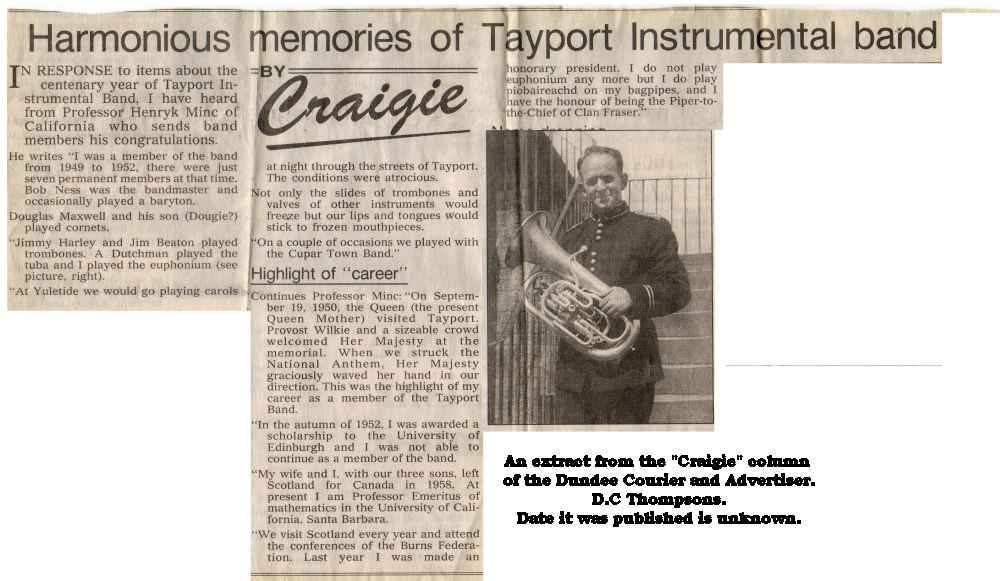 Harmonious memories of Tayport Instrumental band
IN RESPONSE to items about the
centenary year of Tayport In-
strumental Band, I have heard
from Professor Henryk Minc of
California who sends band
members his congratulations.
He writes "I was a member of the band
from 1949 to 1952, there were just
seven permanent members at that time.
Bob Ness was the bandmaster and
occasionally played a baryton.
Douglas Maxwell and his son (Dougie?)
played cornets.
"Jimmy Harley and Jim Beaton played
trombones. A Dutchman played the
tuba and I played the euphonium (see
picture, right).
"At Yuletide we would go playing carols
BY
Craigie
at night through the streets of Tayport.
The conditions were atrocious.
Not only the slides of trombones and
valves of other instruments would
freeze but our lips and tongues would
stick to frozen mouthpieces.
"On a couple of occasions we played with
the Cupar Town Band."
Highlight of "career"
Continues Professor Minc: "On Septem-
ber 19, 1950, the Queen (the present
Queen Mother) visited Tayport.
Provost Wilkie and a sizeable crowd
welcomed Her Majesty at the
memorial. When we struck the
National Anthem, Her Majesty
graciously waved her hand in our
direction. This was the highlight of my
career as a member of the Tayport
Band.
"In the autumn of 1952, I was awarded a
scholarship to the University of
Edinburgh and I was not able to
continue as a member of the band.
"My wife and I, with our three sons, left
Scotland for Canada in 1958. At
present I am Professor Emeritus of
mathematics in the University of Cali-
fornia, Santa Barbara.
"We visit Scotland every year and attend
the conferences of the Burns Federa-
tion. Last year I was made an
honorary president. I do not play
euphonium any more but I do play
piobaireachd on my bagpipes, and I
have the honour of being the Piper-to-
the-Chief of Clan Fraser."
An extract from the "Craigie" column
of the Dundee Courier and Advertiser.
D.C Thompsons.
Date it was published is unknown.